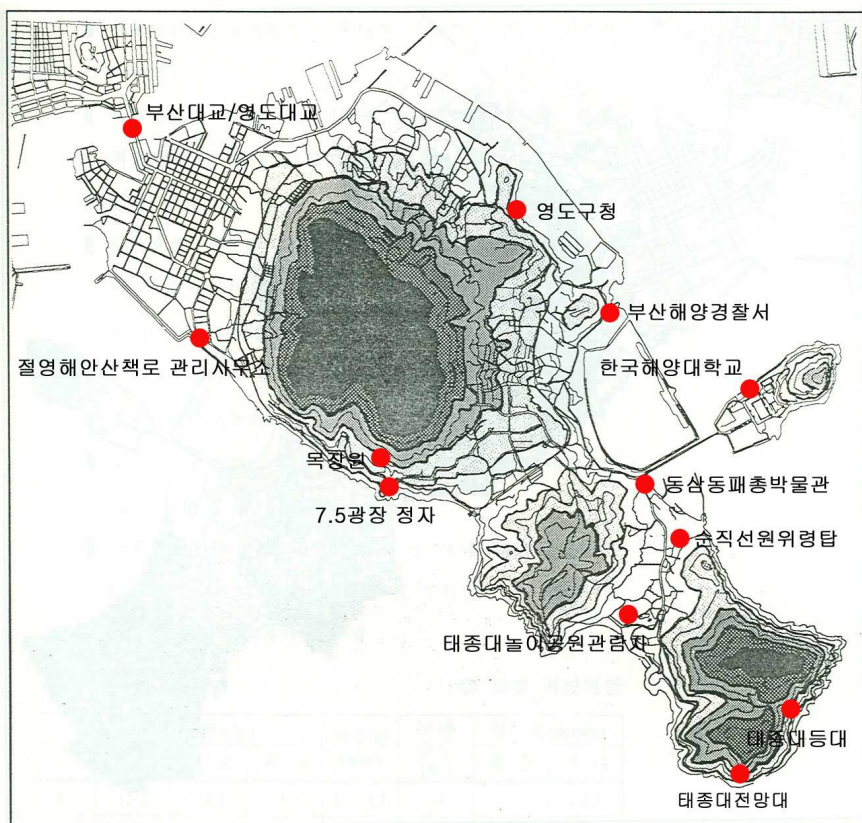 부산대교/영도대교
영도구청
부산해양경찰서
절영해안산책로 관리사무소
한국해양대학교
목장원
7.5광장 정자
동삼동패총박물관
순직선원위령탑
태종대놀이공원관람차
태종대등대
태종대전망대